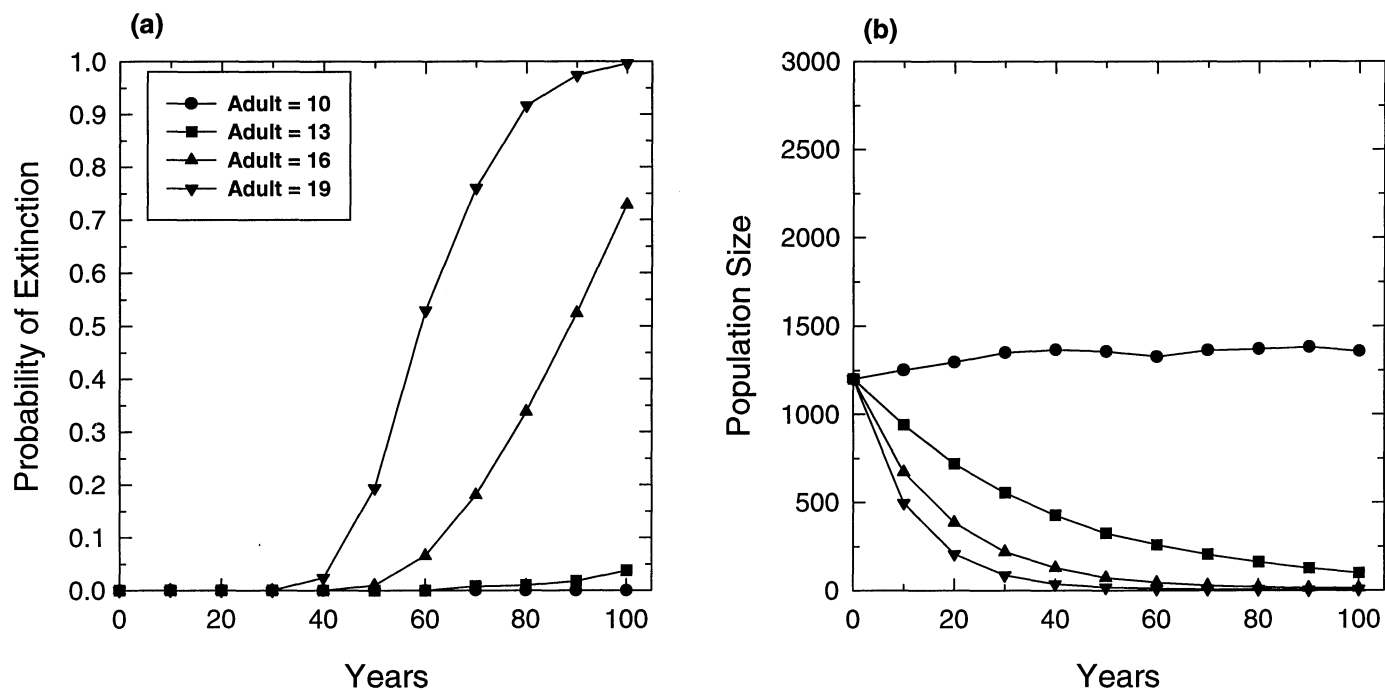 (a)
Probability of Extinction
1.0
0.9
0.8
0.7
0.6
0.5
0.4
0.3
0.2
0.1
0.0
Adult = 10
Adult = 13
Adult = 16
Adult = 19
0 20 40 60 80 100
Years
(b)
Population Size
3000
2500
2000
1500
1000
500
0
0 20 40 60 80 100
Years